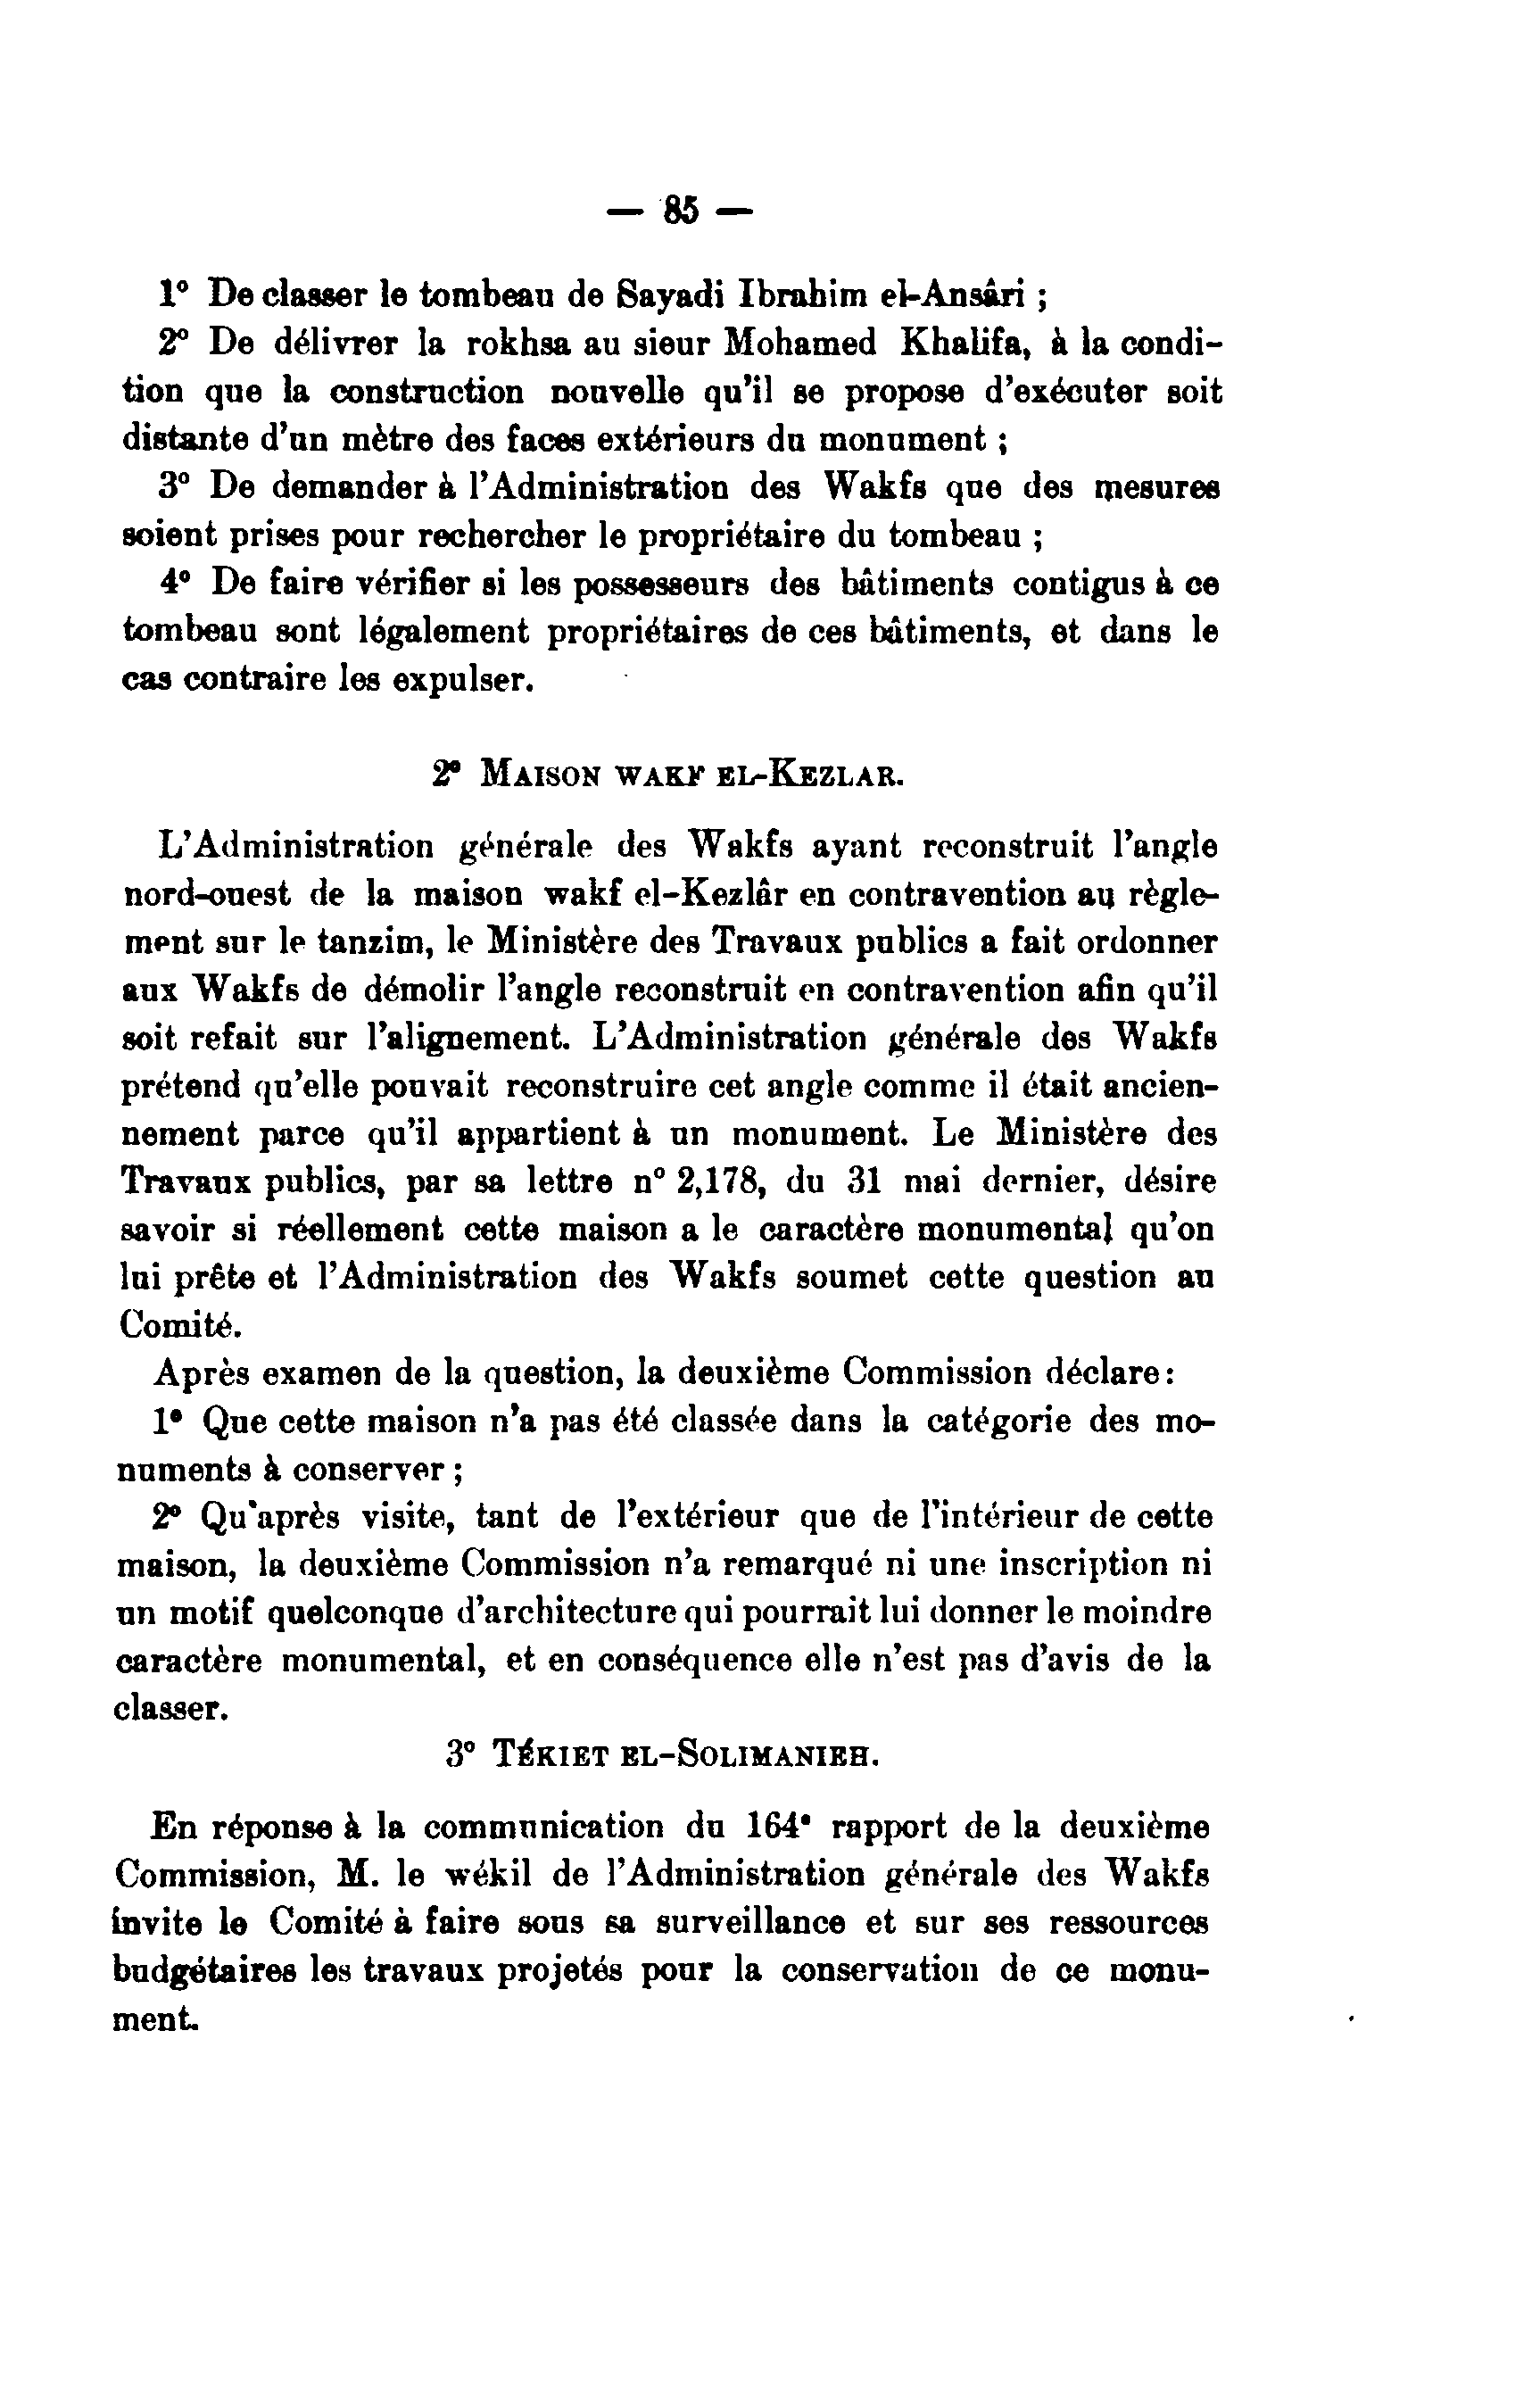 — 85 —
1° De classer le tombeau de Sayadi Ibrahim el-Ansâri ;
2° De délivrer la rokhsa au sieur Mohamed Khalifa, à la condi-
tion que la construction nouvelle qu'il se propose d'exécuter soit
distante d'un mètre des faces extérieurs du monument ;
3° De demander à l'Administration des Wakfs que des mesures
soient prises pour rechercher le propriétaire du tombeau ;
4° De faire vérifier si les possesseurs des bâtiments contigus à ce
tombeau sont légalement propriétaires de ces bâtiments, et dans le
cas contraire les expulser.
2° MAISON WAKF EL-KEZLAR.
L'Administration générale des Wakfs ayant reconstruit l'angle
nord-ouest de la maison wakf el-Kezlâr en contravention au règle-
ment sur le tanzim, le Ministère des Travaux publics a fait ordonner
aux Wakfs de démolir l'angle reconstruit en contravention afin qu'il
soit refait sur l'alignement. L'Administration générale des Wakfs
prétend qu'elle pouvait reconstruire cet angle comme il était ancien-
nement parce qu'il appartient à un monument. Le Ministère des
Travaux publics, par sa lettre n° 2,178, du 31 mai dernier, désire
savoir si réellement cette maison a le caractère monumental qu'on
lui prête et l'Administration des Wakfs soumet cette question au
Comité.
Après examen de la question, la deuxième Commission déclare:
1° Que cette maison n'a pas été classée dans la catégorie des mo-
numents à conserver ;
2° Qu'après visite, tant de l'extérieur que de l'intérieur de cette
maison, la deuxième Commission n'a remarqué ni une inscription ni
un motif quelconque d'architecture qui pourrait lui donner le moindre
caractère monumental, et en conséquence elle n'est pas d'avis de la
classer.
3° TÉKIET EL-SOLIMANIEH.
En réponse à la communication du 164e rapport de la deuxième
Commission, M. le wékil de l'Administration générale des Wakfs
invite le Comité à faire sous sa surveillance et sur ses ressources
budgétaires les travaux projetés pour la conservation de ce monu-
ment.